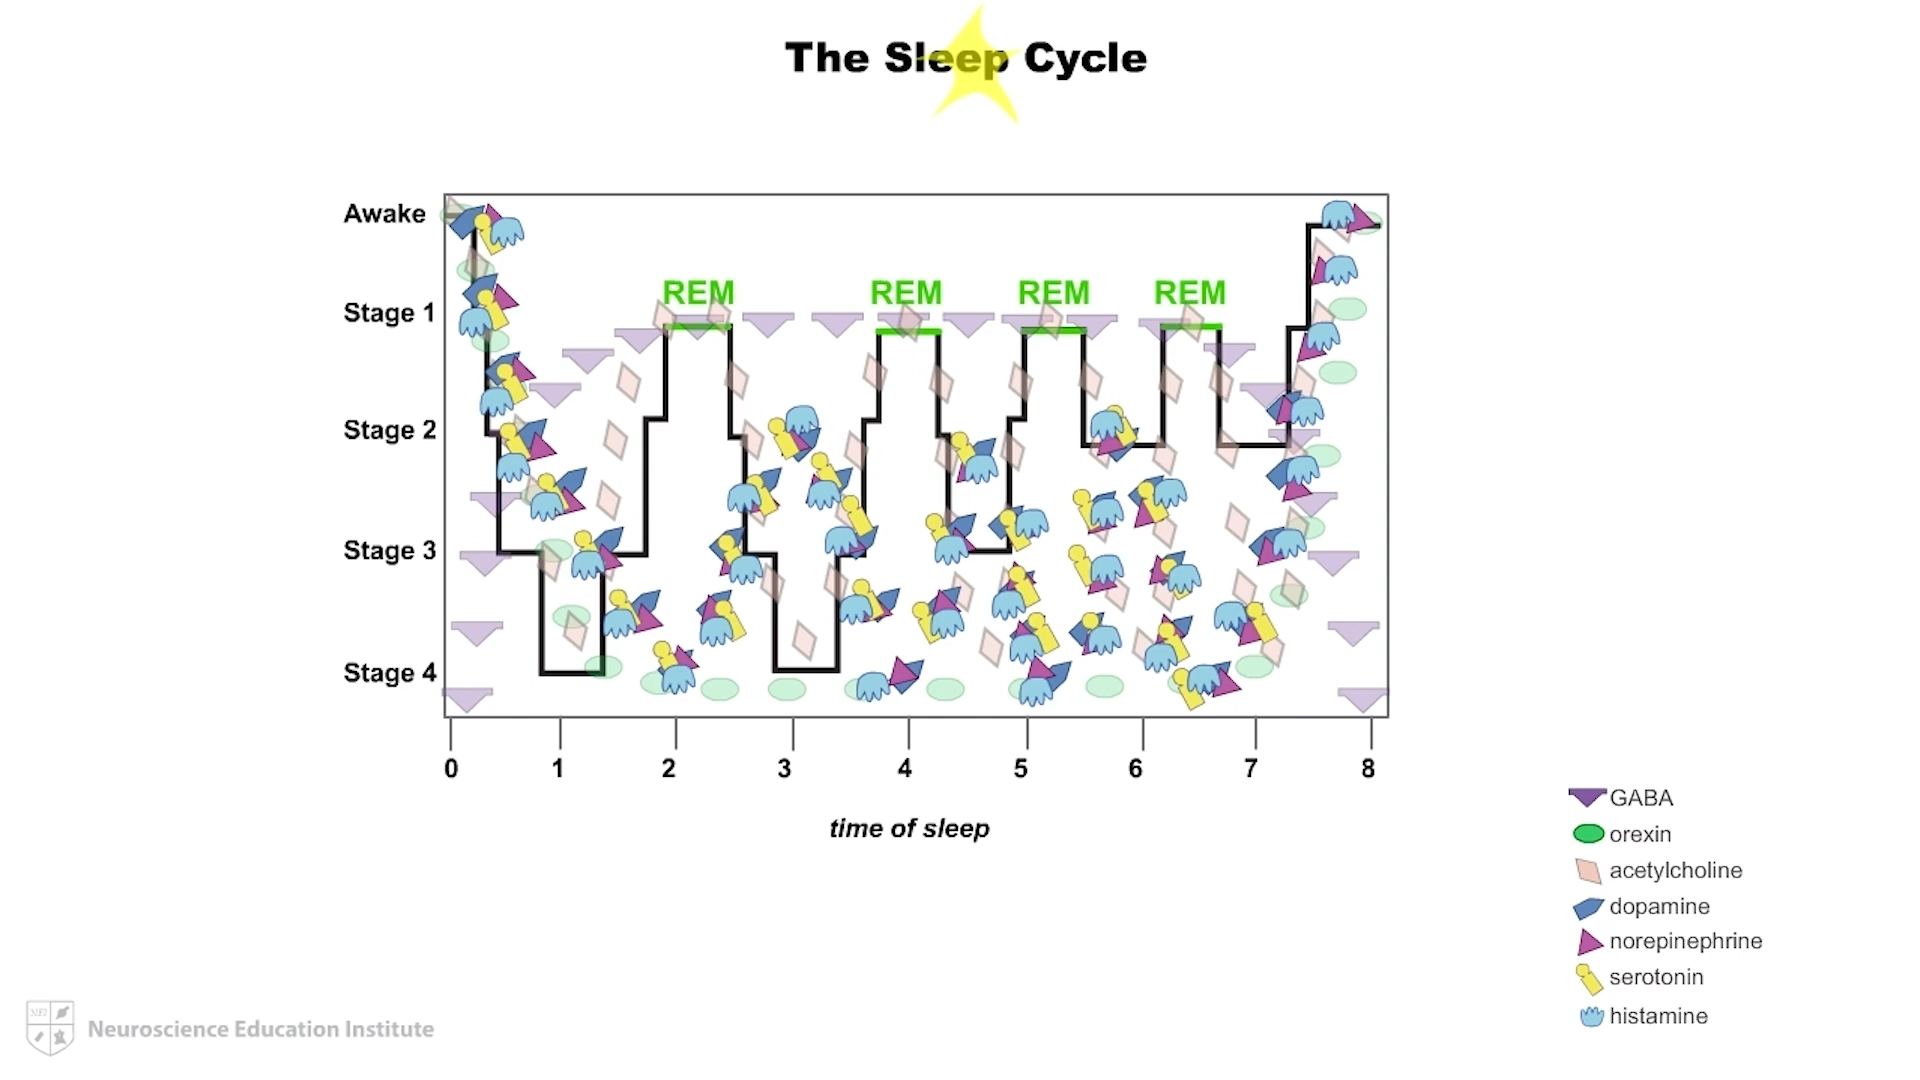 The Sleep Cycle
Awake
REM REM REM REM
Stage 1
Stage 2
Stage 3
Stage 4
0 1 2 3 4 5 6 7 8
time of sleep
GABA
orexin
acetylcholine
dopamine
norepinephrine
serotonin
histamine
NEI
Neuroscience Education Institute